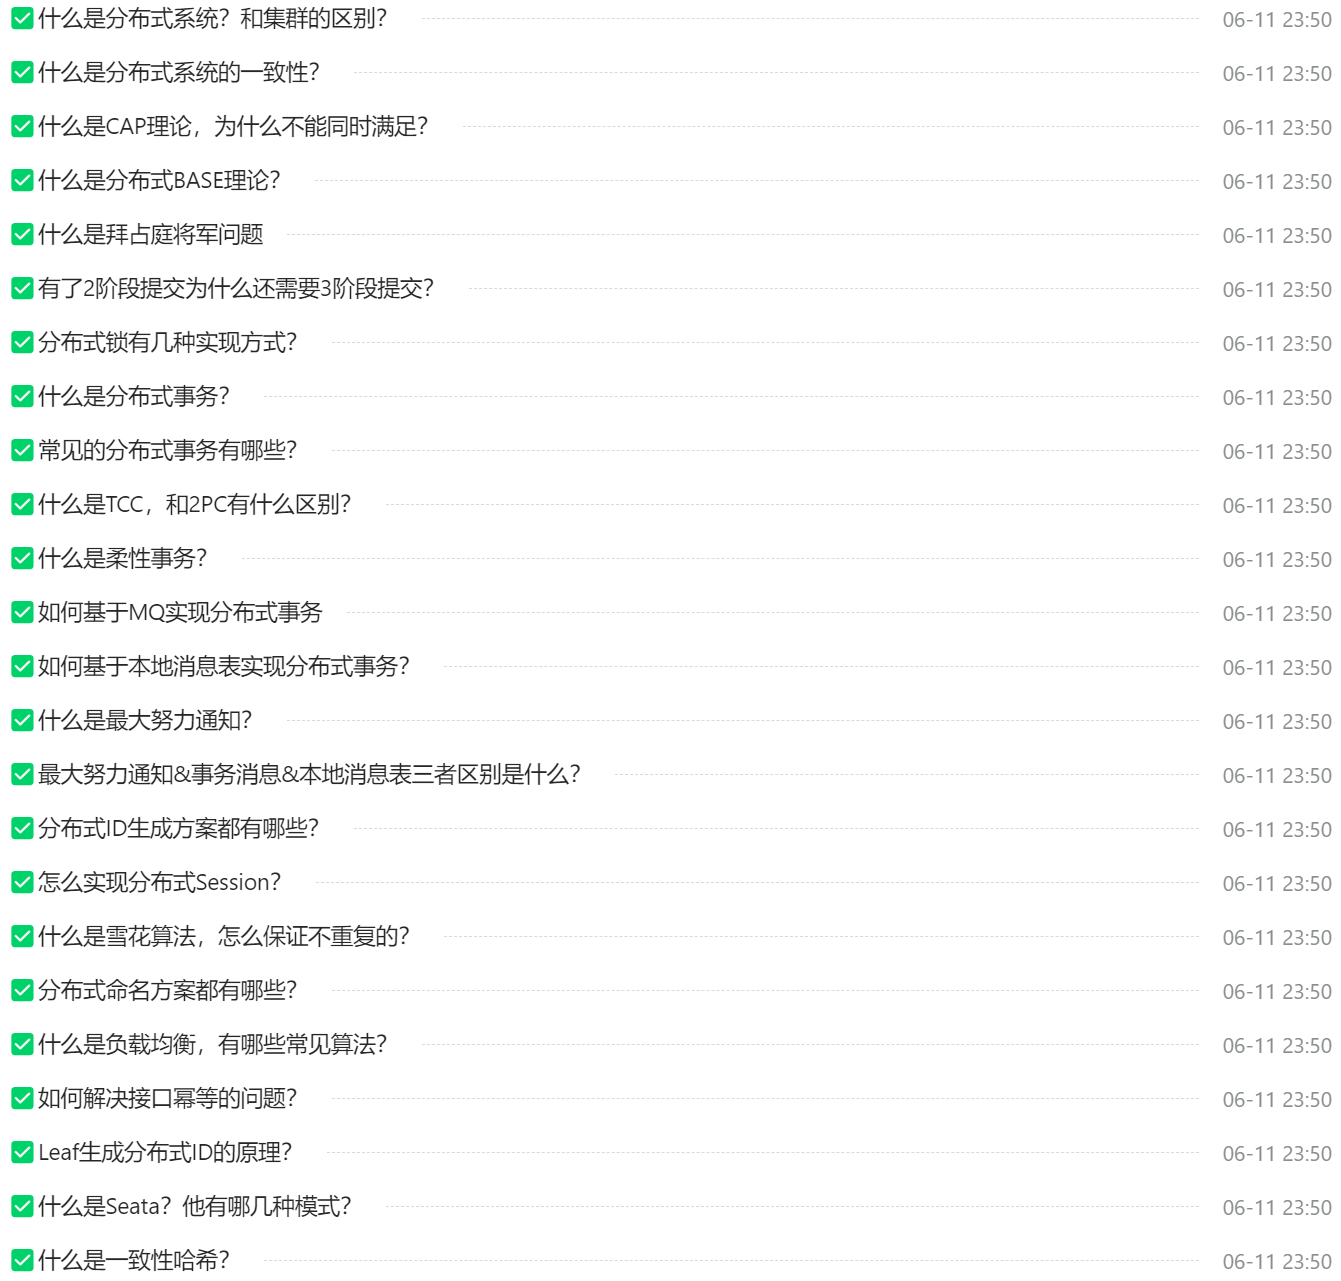 ✅什么是分布式系统？和集群的区别？ 06-11 23:50
✅什么是分布式系统的一致性？ 06-11 23:50
✅什么是CAP理论，为什么不能同时满足？ 06-11 23:50
✅什么是分布式BASE理论？ 06-11 23:50
✅什么是拜占庭将军问题 06-11 23:50
✅有了2阶段提交为什么还需要3阶段提交？ 06-11 23:50
✅分布式锁有几种实现方式？ 06-11 23:50
✅什么是分布式事务？ 06-11 23:50
✅常见的分布式事务有哪些？ 06-11 23:50
✅什么是TCC，和2PC有什么区别？ 06-11 23:50
✅什么是柔性事务？ 06-11 23:50
✅如何基于MQ实现分布式事务 06-11 23:50
✅如何基于本地消息表实现分布式事务？ 06-11 23:50
✅什么是最大努力通知？ 06-11 23:50
✅最大努力通知&事务消息&本地消息表三者区别是什么？ 06-11 23:50
✅分布式ID生成方案都有哪些？ 06-11 23:50
✅怎么实现分布式Session？ 06-11 23:50
✅什么是雪花算法，怎么保证不重复的？ 06-11 23:50
✅分布式命名方案都有哪些？ 06-11 23:50
✅什么是负载均衡，有哪些常见算法？ 06-11 23:50
✅如何解决接口幂等的问题？ 06-11 23:50
✅Leaf生成分布式ID的原理？ 06-11 23:50
✅什么是Seata？他有哪几种模式？ 06-11 23:50
✅什么是一致性哈希？ 06-11 23:50